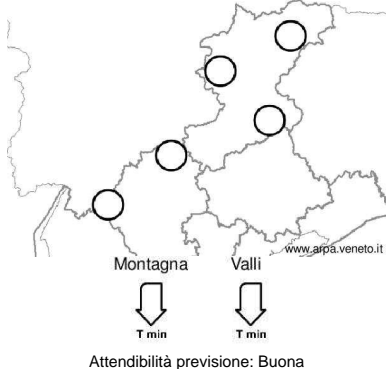 www.arpa.veneto.it
Montagna Valli
T min T min
Attendibilità previsione: Buona